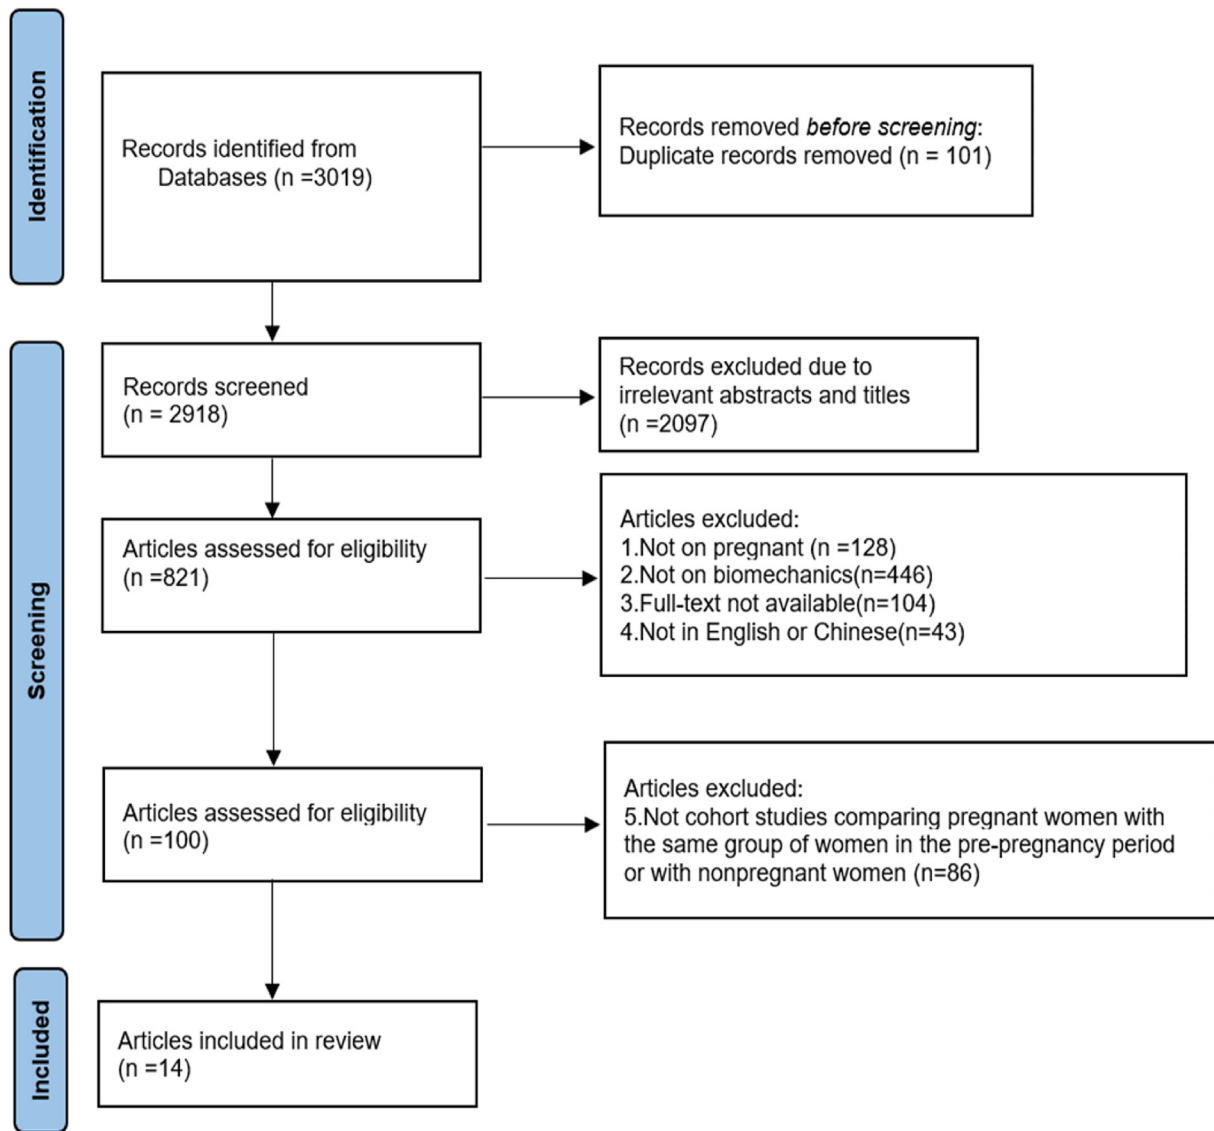 Identification
Records identified from
Databases (n =3019)
Records removed before screening:
Duplicate records removed (n = 101)
Screening
Records screened
(n = 2918)
Records excluded due to
irrelevant abstracts and titles
(n =2097)
Articles assessed for eligibility
(n =821)
Articles excluded:
1.Not on pregnant (n =128)
2.Not on biomechanics(n=446)
3.Full-text not available(n=104)
4.Not in English or Chinese(n=43)
Articles assessed for eligibility
(n =100)
Articles excluded:
5.Not cohort studies comparing pregnant women with
the same group of women in the pre-pregnancy period
or with nonpregnant women (n=86)
Included
Articles included in review
(n =14)